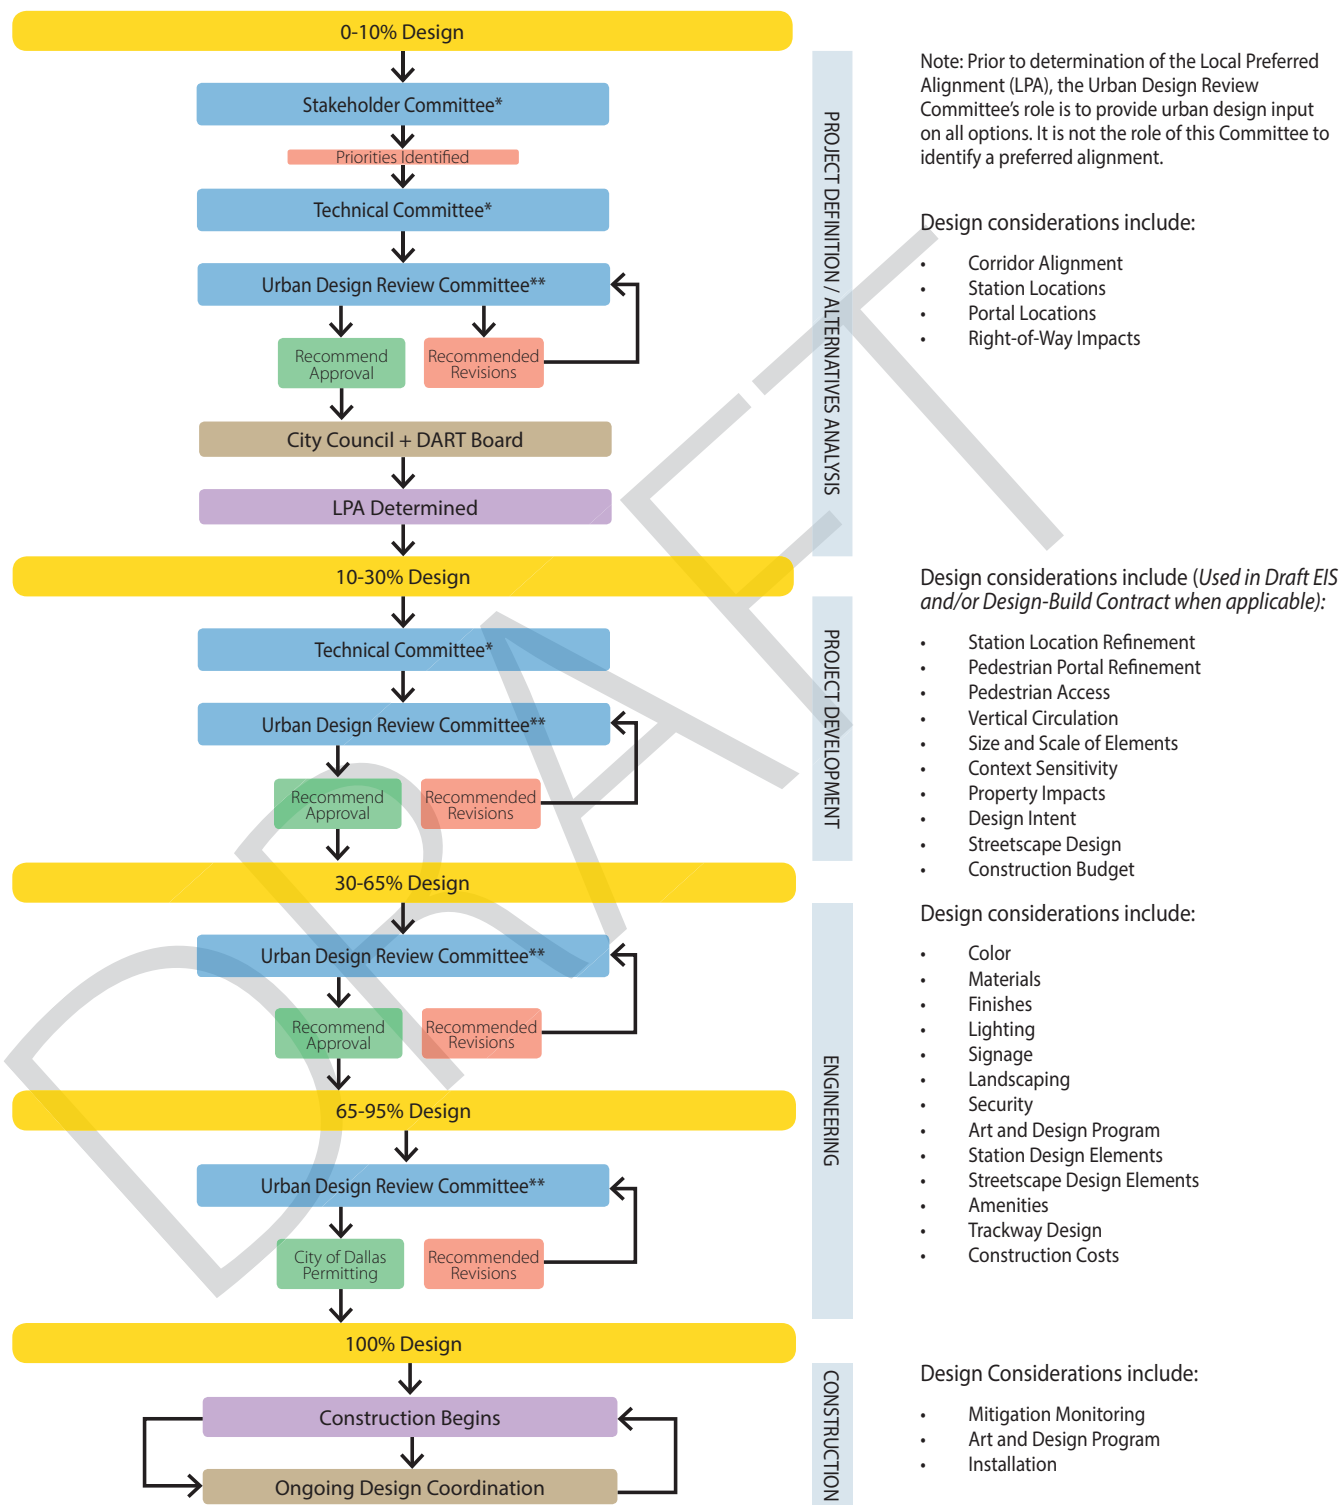 0-10% Design
Stakeholder Committee*
Priorities Identified
Technical Committee*
Urban Design Review Committee**
Recommend
Approval
Recommended
Revisions
City Council + DART Board
LPA Determined
PROJECT DEFINITION / ALTERNATIVES ANALYSIS
Note: Prior to determination of the Local Preferred
Alignment (LPA), the Urban Design Review
Committee's role is to provide urban design input
on all options. It is not the role of this Committee to
identify a preferred alignment.
Design considerations include:
• Corridor Alignment
• Station Locations
• Portal Locations
• Right-of-Way Impacts
10-30% Design
Technical Committee*
Urban Design Review Committee**
Recommend
Approval
Recommended
Revisions
PROJECT DEVELOPMENT
Design considerations include (Used in Draft EIS
and/or Design-Build Contract when applicable):
• Station Location Refinement
• Pedestrian Portal Refinement
• Pedestrian Access
• Vertical Circulation
• Size and Scale of Elements
• Context Sensitivity
• Property Impacts
• Design Intent
• Streetscape Design
• Construction Budget
30-65% Design
Urban Design Review Committee**
Recommend
Approval
Recommended
Revisions
65-95% Design
Urban Design Review Committee**
City of Dallas
Permitting
Recommended
Revisions
ENGINEERING
Design considerations include:
• Color
• Materials
• Finishes
• Lighting
• Signage
• Landscaping
• Security
• Art and Design Program
• Station Design Elements
• Streetscape Design Elements
• Amenities
• Trackway Design
• Construction Costs
100% Design
Construction Begins
Ongoing Design Coordination
CONSTRUCTION
Design Considerations include:
• Mitigation Monitoring
• Art and Design Program
• Installation
DRAFT